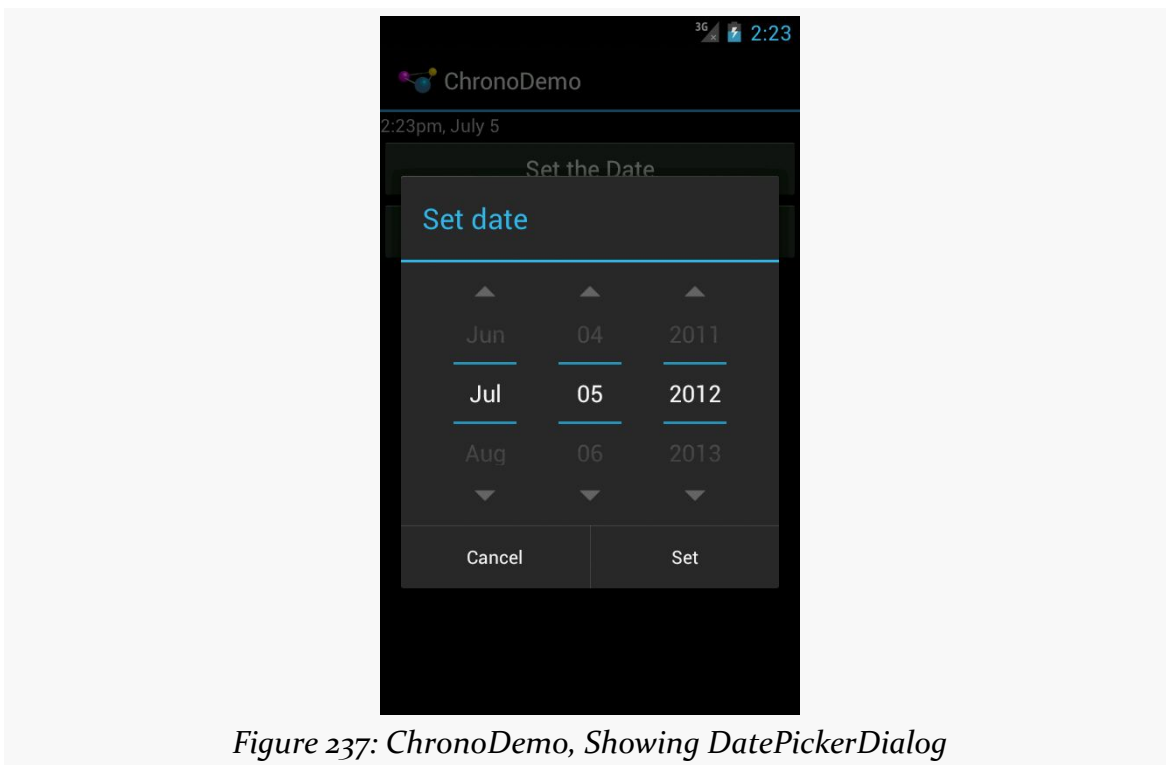 3G 2:23
ChronoDemo
2:23pm, July 5
Set the Date
Set date
Jun 04 2011
Jul 05 2012
Aug 06 2013
Cancel Set
Figure 237: ChronoDemo, Showing DatePickerDialog